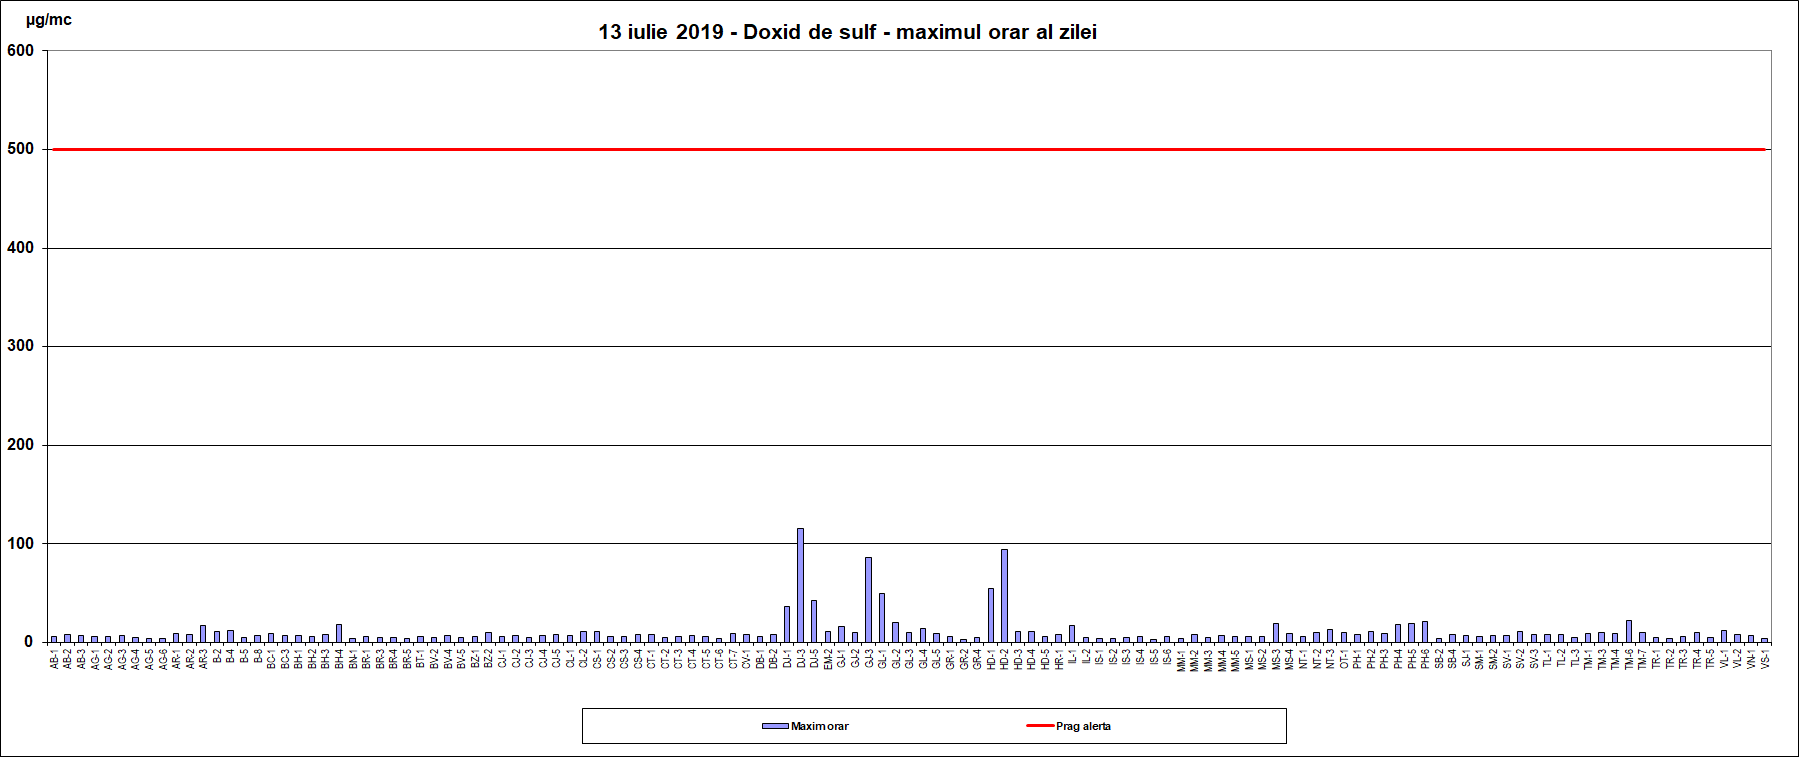 µg/mc
13 iulie 2019 - Doxid de sulf - maximul orar al zilei
600
500
400
300
200
100
0
AB-1 AB-2 AB-3 AG-1 AG-2 AG-3 AG-4 AG-5 AG-6 AR-1 AR-2 AR-3 B-2 B-4 B-5 B-8 BC-1 BC-3 BH-1 BH-2 BH-3 BH-4 BN-1 BR-1 BR-3 BR-4 BR-5 BT-1 BV-2 BV-4 BV-5 BZ-1 BZ-2 CJ-1 CJ-2 CJ-3 CJ-4 CJ-5 CL-1 CL-2 CS-1 CS-2 CS-3 CS-4 CT-1 CT-2 CT-3 CT-4 CT-5 CT-6 CT-7 CV-1 DB-1 DB-2 DJ-1 DJ-3 DJ-5 EM-2 GJ-1 GJ-2 GJ-3 GL-1 GL-2 GL-3 GL-4 GL-5 GR-1 GR-2 GR-4 HD-1 HD-2 HD-3 HD-4 HD-5 HR-1 IL-1 IL-2 IS-1 IS-2 IS-3 IS-4 IS-5 IS-6 MM-1 MM-2 MM-3 MM-4 MM-5 MS-1 MS-2 MS-3 MS-4 NT-1 NT-2 NT-3 OT-1 PH-1 PH-2 PH-3 PH-4 PH-5 PH-6 SB-2 SB-4 SJ-1 SM-1 SM-2 SV-1 SV-2 SV-3 TL-1 TL-2 TL-3 TM-1 TM-3 TM-4 TM-6 TM-7 TR-1 TR-2 TR-3 TR-4 TR-5 VL-1 VL-2 VN-1 VS-1
Maxim orar Prag alerta